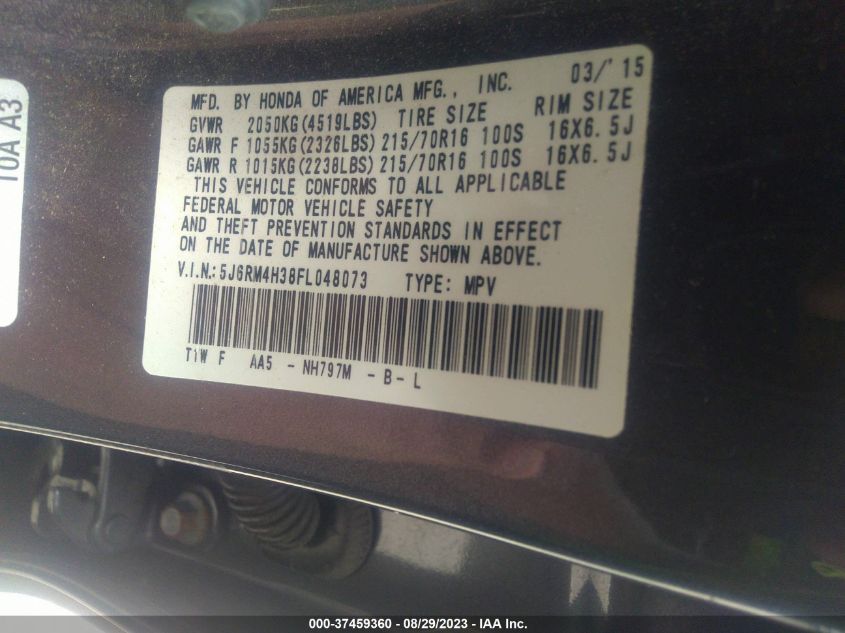 10A A3
MFD. BY HONDA OF AMERICA MFG., INC. 03/'15
GVWR 2050KG(4519LBS) TIRE SIZE RIM SIZE
GAWR F 1055KG(2326LBS) 215/70R16 100S 16X6.5J
GAWR R 1015KG(2238LBS) 215/70R16 100S 16X6.5J
THIS VEHICLE CONFORMS TO ALL APPLICABLE
FEDERAL MOTOR VEHICLE SAFETY
AND THEFT PREVENTION STANDARDS IN EFFECT
ON THE DATE OF MANUFACTURE SHOWN ABOVE.
V.I.N.:5J6RM4H38FL048073 TYPE: MPV
T1W F AA5 - NH797M - B - L
000-37459360 - 08/29/2023 - IAA Inc.